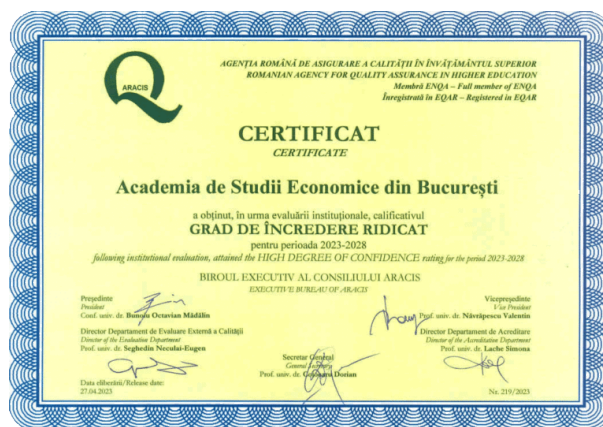 ARACIS
AGENȚIA ROMÂNĂ DE ASIGURARE A CALITĂȚII ÎN ÎNVĂȚĂMÂNTUL SUPERIOR
ROMANIAN AGENCY FOR QUALITY ASSURANCE IN HIGHER EDUCATION
Membră ENQA – Full member of ENQA
Înregistrată în EQAR – Registered in EQAR
CERTIFICAT
CERTIFICATE
Academia de Studii Economice din București
a obținut, în urma evaluării instituționale, calificativul
GRAD DE ÎNCREDERE RIDICAT
pentru perioada 2023-2028
following institutional evaluation, attained the HIGH DEGREE OF CONFIDENCE rating for the period 2023-2028
BIROUL EXECUTIV AL CONSILIULUI ARACIS
EXECUTIVE BUREAU OF ARACIS
Președinte
President
Conf. univ. dr. Octavian Mădălin
Vicepreședinte
Vice President
Prof. univ. dr. Năvrăpescu Valentin
Director Departament de Evaluare Externă a Calității
Director of the Evaluation Department
Prof. univ. dr. Seghedin Neculai-Eugen
Director Departament de Acreditare
Director of the Accreditation Department
Prof. univ. dr. Lache Simona
Secretar General
General Secretary
Prof. univ. dr. Dorian
Data eliberării/Release date:
27.04.2023
Nr. 219/2023